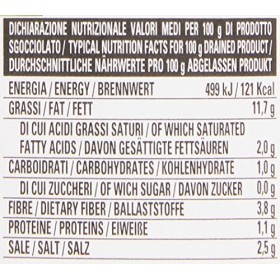 DICHIARAZIONE NUTRIZIONALE VALORI MEDI PER 100 g DI PRODOTTO
SGOCCIOLATO / TYPICAL NUTRITION FACTS FOR 100 g DRAINED PRODUCT /
DURCHSCHNITTLICHE NÄHRWERTE PRO 100 g ABGELASSEN PRODUKT
ENERGIA / ENERGY / BRENNWERT 499 kJ / 121 Kcal
GRASSI / FAT / FETT 11,7 g
DI CUI ACIDI GRASSI SATURI / OF WHICH SATURATED
FATTY ACIDS / DAVON GESÄTTIGTE FETTSÄUREN 2,0 g
CARBOIDRATI / CARBOHYDRATES / KOHLENHYDRATE 1,0 g
DI CUI ZUCCHERI / OF WICH SUGAR / DAVON ZUCKER 0,0 g
FIBRE / DIETARY FIBER / BALLASTSTOFFE 3,8 g
PROTEINE / PROTEINS / EIWEIßE 1,1 g
SALE / SALT / SALZ 2,5 g